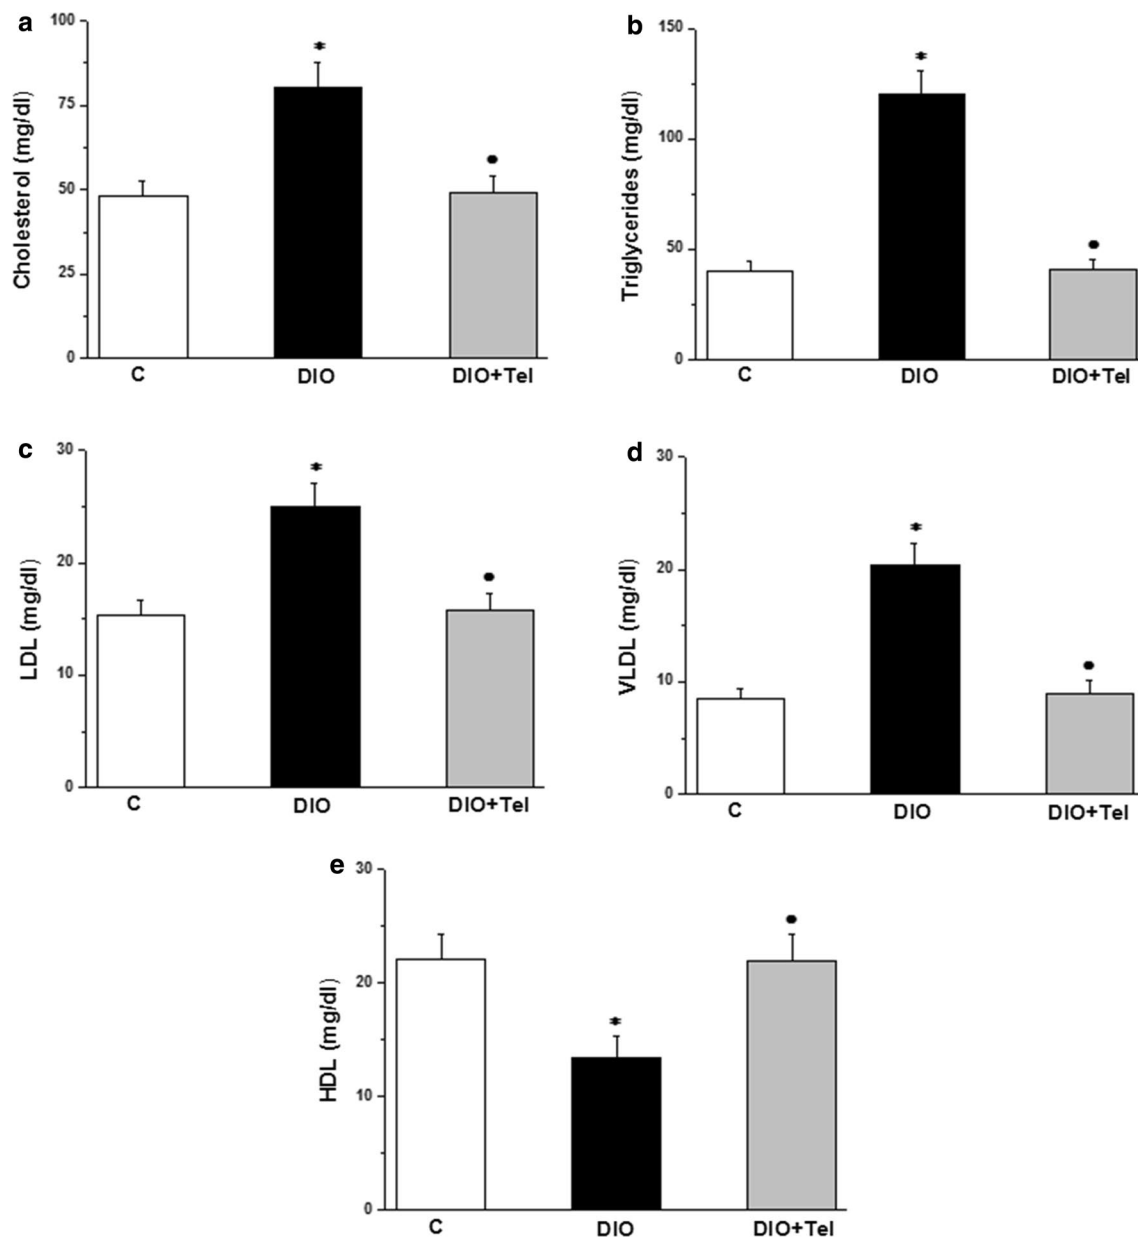 a
100
75
50
25
0
Cholesterol (mg/dl)
*
●
C DIO DIO+Tel
b
150
100
50
0
Triglycerides (mg/dl)
*
●
C DIO DIO+Tel
c
30
20
10
0
LDL (mg/dl)
*
●
C DIO DIO+Tel
d
30
20
10
0
VLDL (mg/dl)
*
●
C DIO DIO+Tel
e
30
20
10
0
HDL (mg/dl)
*
●
C DIO DIO+Tel